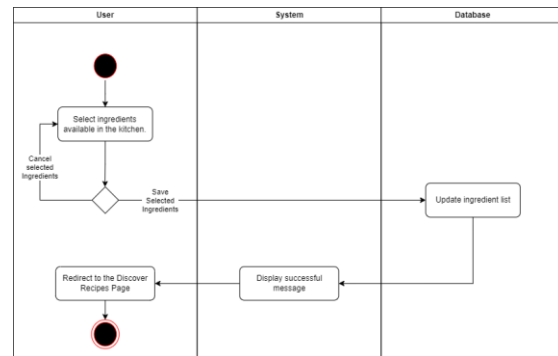 User
System
Database
Select ingredients
available in the kitchen.
Cancel
selected
Ingredients
Save
Selected
Ingredients
Update ingredient list
Redirect to the Discover
Recipes Page
Display successful
message